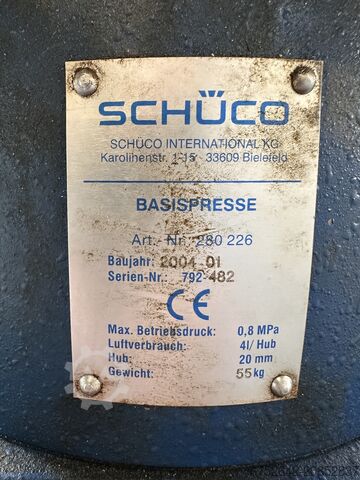 SCHÜCO
SCHÜCO INTERNATIONAL KG
Karolinenstr. 1-15 · 33609 Bielefeld
BASISPRESSE
Art.- Nr. 280 226
Baujahr: 2004 01
Serien-Nr.: 792-482
CE
Max. Betriebsdruck: 0,8 MPa
Luftverbrauch: 4l/ Hub
Hub: 20 mm
Gewicht: 55kg